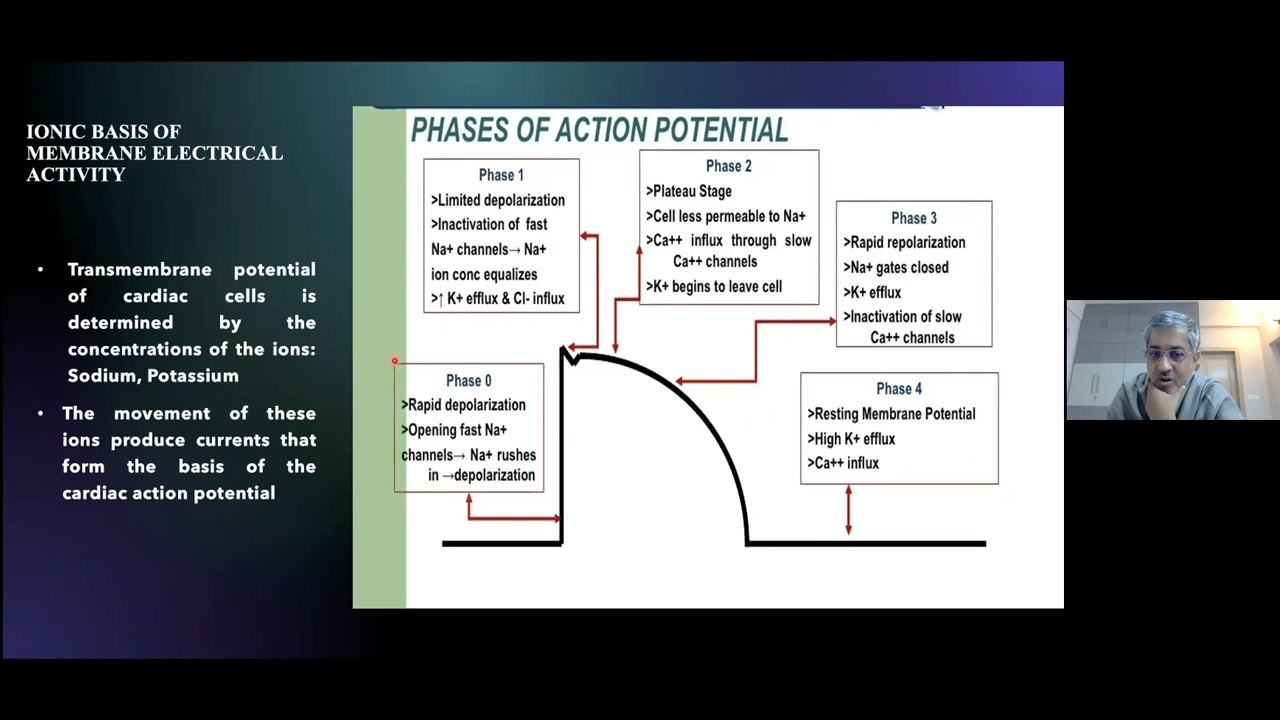 IONIC BASIS OF
MEMBRANE ELECTRICAL
ACTIVITY
• Transmembrane potential
of cardiac cells is
determined by the
concentrations of the ions:
Sodium, Potassium
• The movement of these
ions produce currents that
form the basis of the
cardiac action potential
PHASES OF ACTION POTENTIAL
Phase 1
>Limited depolarization
>Inactivation of fast
Na+ channels→ Na+
ion conc equalizes
>↑ K+ efflux & Cl- influx
Phase 2
>Plateau Stage
>Cell less permeable to Na+
>Ca++ influx through slow
Ca++ channels
>K+ begins to leave cell
Phase 3
>Rapid repolarization
>Na+ gates closed
>K+ efflux
>Inactivation of slow
Ca++ channels
Phase 0
>Rapid depolarization
>Opening fast Na+
channels→ Na+ rushes
in →depolarization
Phase 4
>Resting Membrane Potential
>High K+ efflux
>Ca++ influx